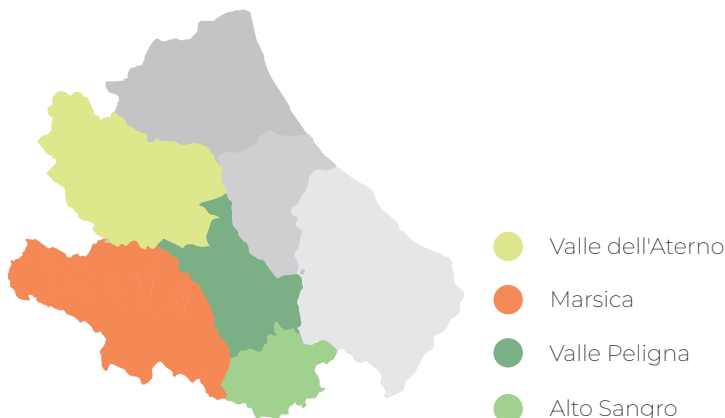 Valle dell'Aterno
Marsica
Valle Peligna
Alto Sangro